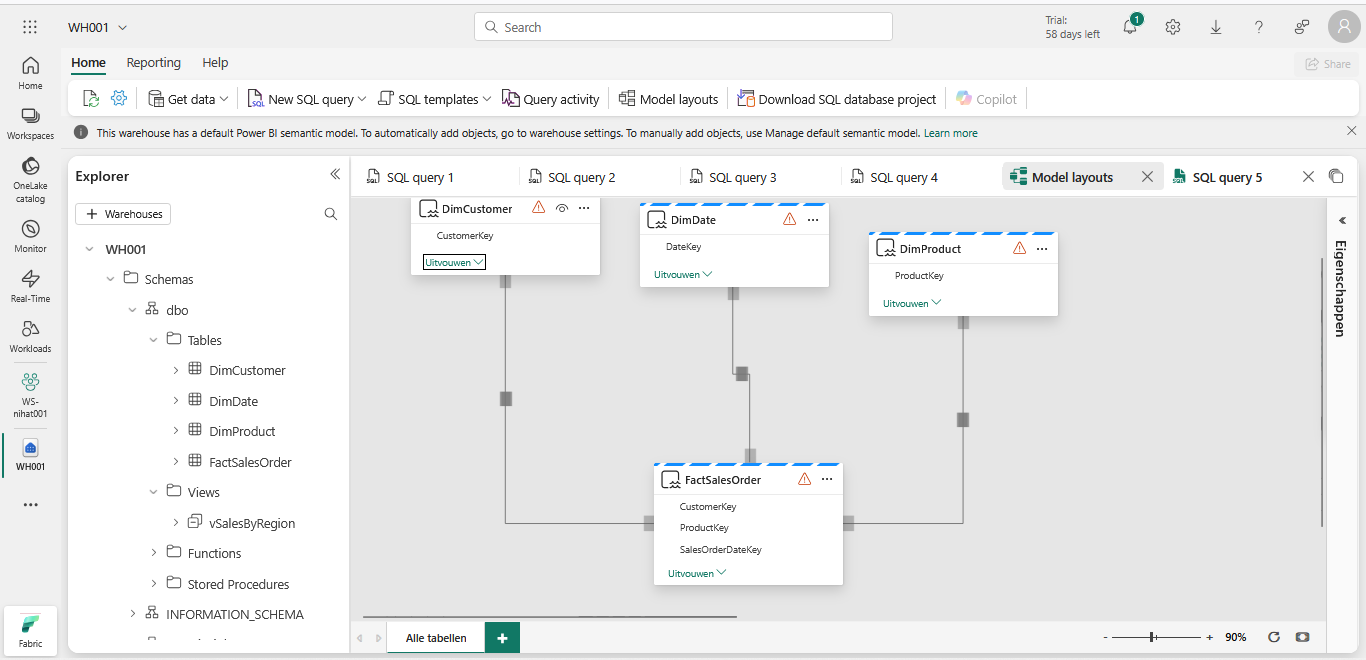 WH001
Search
Trial:
58 days left
1
Home
Reporting
Help
Share
Get data
New SQL query
SQL templates
Query activity
Model layouts
Download SQL database project
Copilot
This warehouse has a default Power BI semantic model. To automatically add objects, go to warehouse settings. To manually add objects, use Manage default semantic model. Learn more
Home
Workspaces
OneLake
catalog
Monitor
Real-Time
Workloads
WS-
nihat001
WH001
Fabric
Explorer
+ Warehouses
WH001
Schemas
dbo
Tables
DimCustomer
DimDate
DimProduct
FactSalesOrder
Views
vSalesByRegion
Functions
Stored Procedures
INFORMATION_SCHEMA
SQL query 1
SQL query 2
SQL query 3
SQL query 4
Model layouts
SQL query 5
DimCustomer
CustomerKey
Uitvouwen
DimDate
DateKey
Uitvouwen
DimProduct
ProductKey
Uitvouwen
FactSalesOrder
CustomerKey
ProductKey
SalesOrderDateKey
Uitvouwen
Eigenschappen
Alle tabellen
+
- + 90%